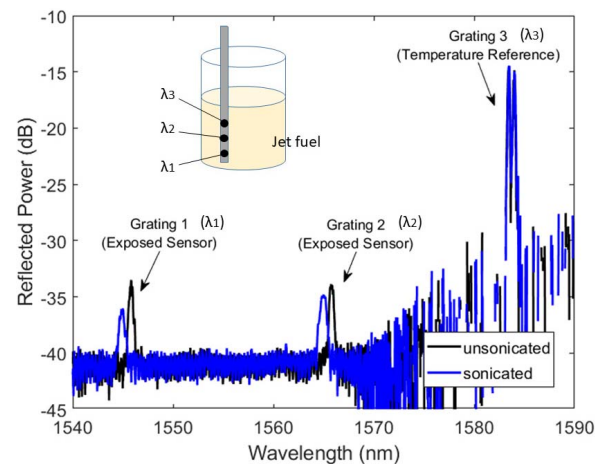 -10
-15
-20
-25
-30
-35
-40
-45
Reflected Power (dB)
λ3
λ2
λ1
Jet fuel
Grating 1 (λ1)
(Exposed Sensor)
Grating 2 (λ2)
(Exposed Sensor)
Grating 3 (λ3)
(Temperature Reference)
unsonicated
sonicated
1540 1550 1560 1570 1580 1590
Wavelength (nm)